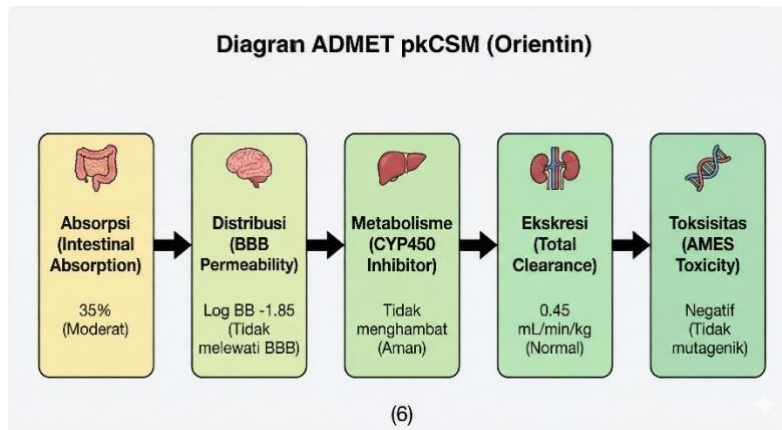 Diagran ADMET pkCSM (Orientin)
Absorpsi
(Intestinal
Absorption)
35%
(Moderat)
Distribusi
(BBB
Permeability)
Log BB -1.85
(Tidak
melewati BBB)
Metabolisme
(CYP450
Inhibitor)
Tidak
menghambat
(Aman)
Ekskresi
(Total
Clearance)
0.45
mL/min/kg
(Normal)
Toksisitas
(AMES
Toxicity)
Negatif
(Tidak
mutagenik)
(6)